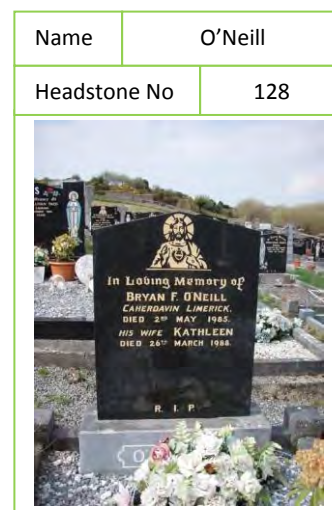 Name O’Neill
Headstone No 128
In Loving Memory of
BRYAN F. O'NEILL
CAHERDAVIN LIMERICK.
DIED 2ND MAY 1985.
HIS WIFE KATHLEEN
DIED 26TH MARCH 1988.
R. I. P.